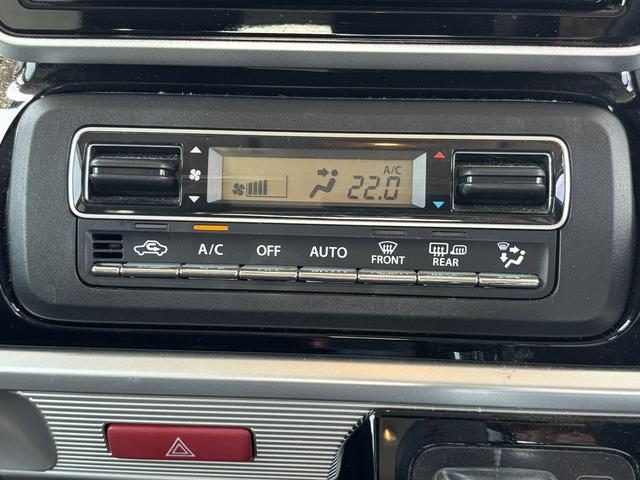 A/C
22.0
A/C
OFF
AUTO
FRONT
REAR